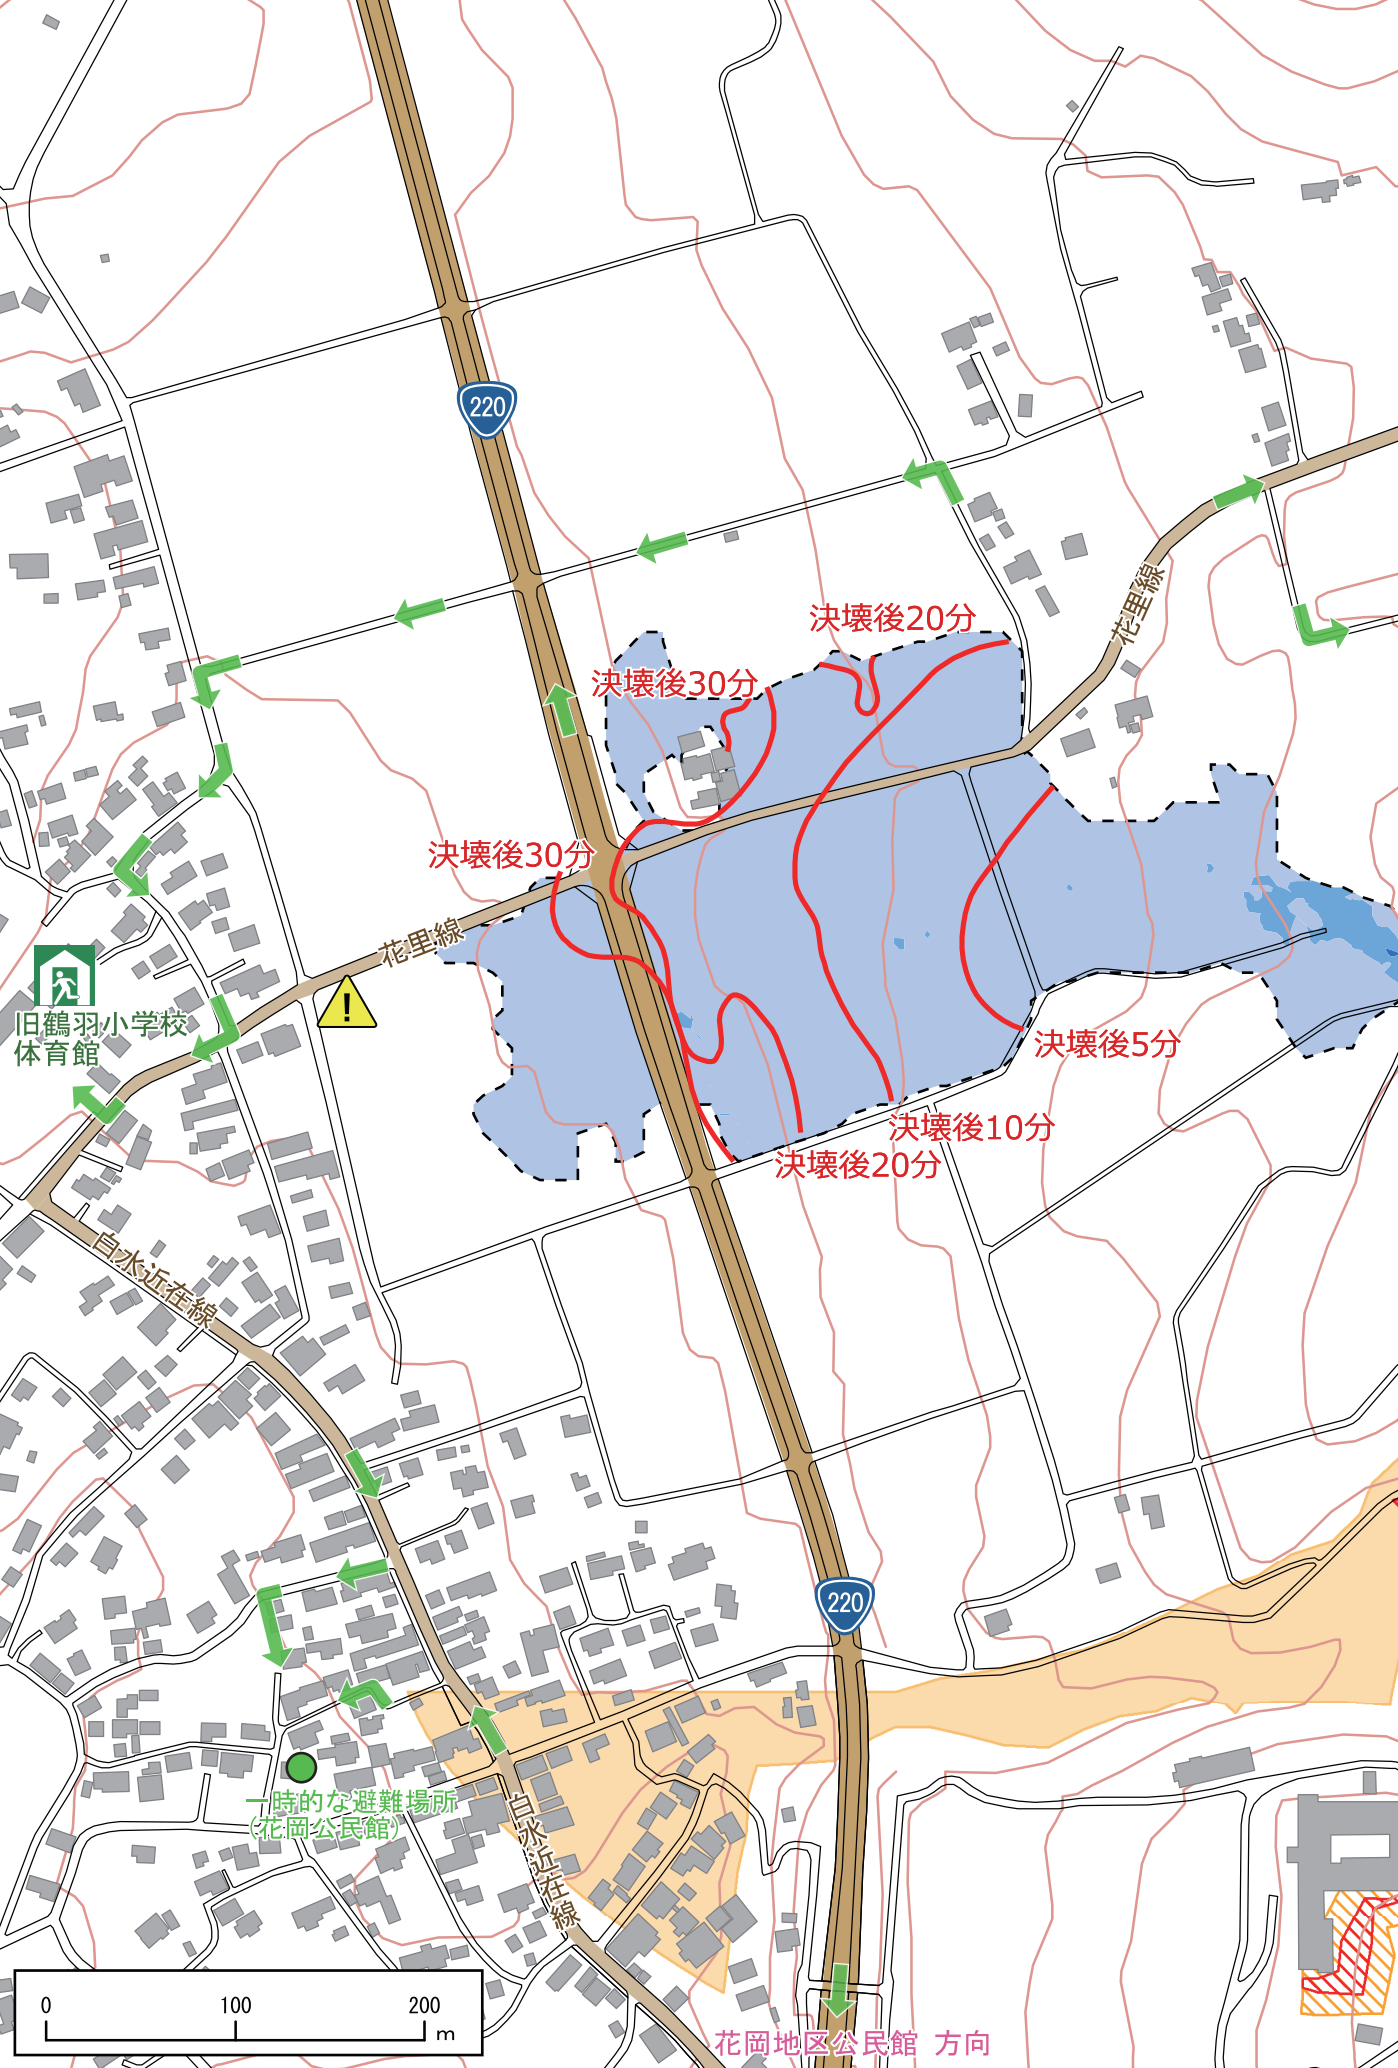 220
決壊後20分
花里線
決壊後30分
決壊後30分
花里線
旧鶴羽小学校
体育館
!
決壊後5分
決壊後10分
決壊後20分
白水近在線
220
一時的な避難場所
(花岡公民館)
白水近在線
0 100 200
m
花岡地区公民館 方向